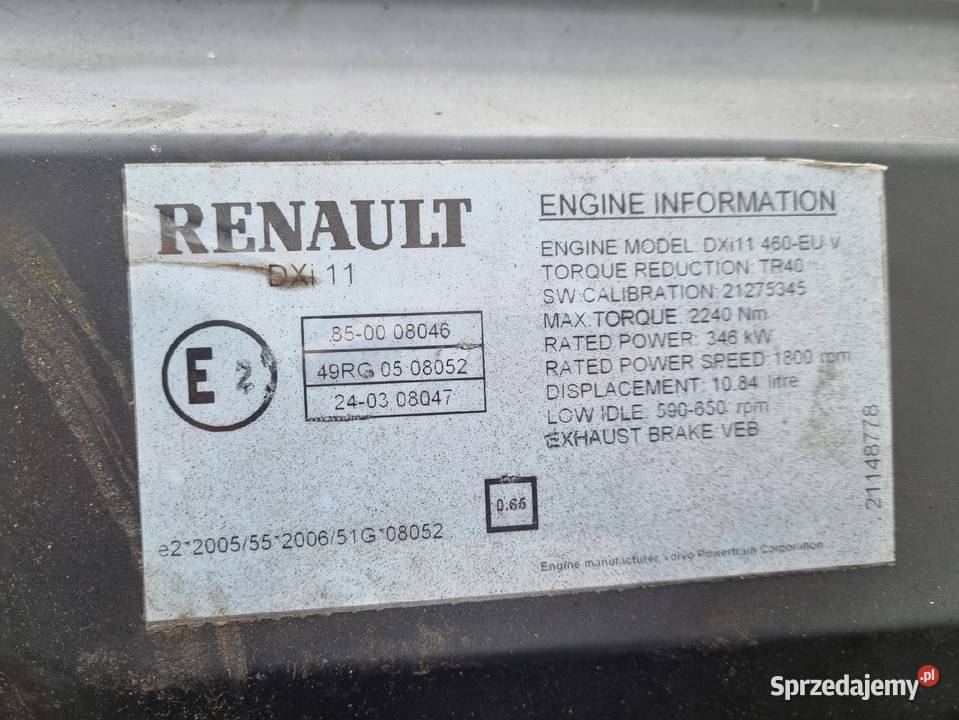 RENAULT
DXi 11
E 2
85-00 08046
49RG 05 08052
24-03 08047
e2*2005/55*2006/51G*08052
0.65
ENGINE INFORMATION
ENGINE MODEL: DXi11 460-EU V
TORQUE REDUCTION: TR40
SW CALIBRATION: 21275345
MAX.TORQUE: 2240 Nm
RATED POWER: 346 kW
RATED POWER SPEED: 1800 rpm
DISPLACEMENT: 10.84 litre
LOW IDLE: 590-650 rpm
EXHAUST BRAKE VEB
Engine manufacturer, Volvo Powertrain Corporation
21148778
Sprzedajemy.pl